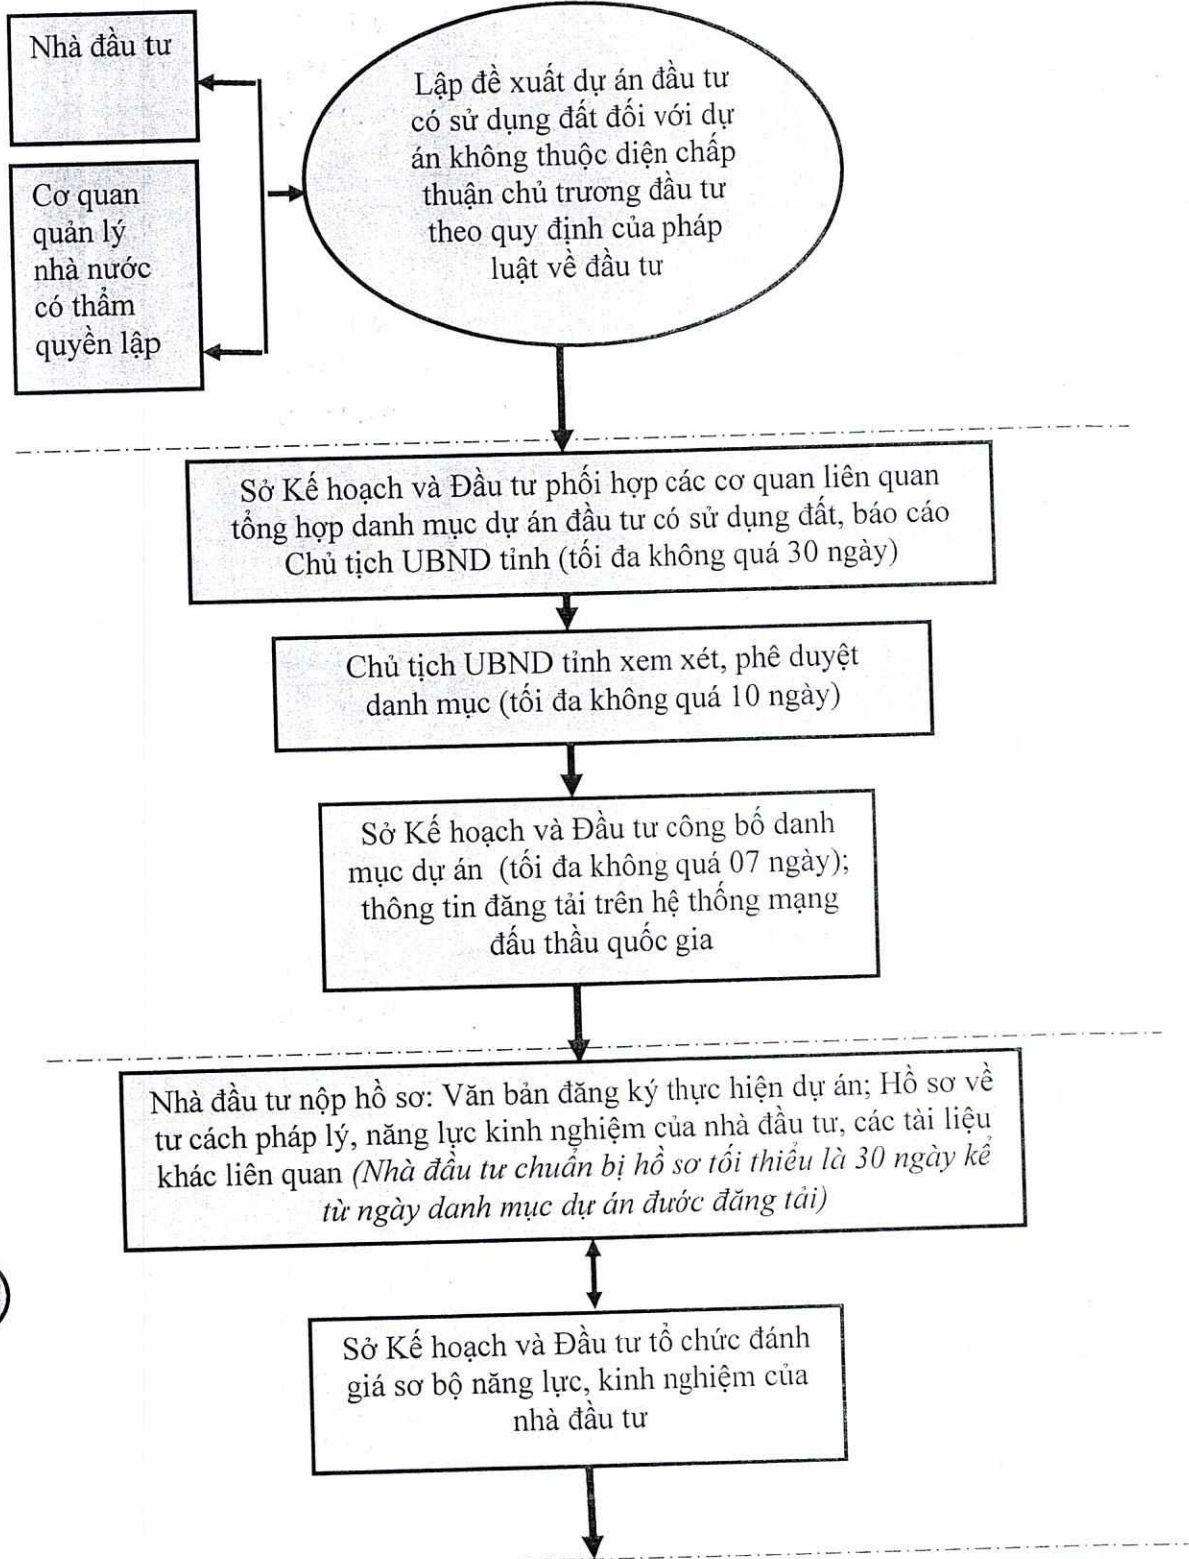 Nhà đầu tư
Cơ quan
quản lý
nhà nước
có thẩm
quyền lập
Lập đề xuất dự án đầu tư
có sử dụng đất đối với dự
án không thuộc diện chấp
thuận chủ trương đầu tư
theo quy định của pháp
luật về đầu tư
Sở Kế hoạch và Đầu tư phối hợp các cơ quan liên quan
tổng hợp danh mục dự án đầu tư có sử dụng đất, báo cáo
Chủ tịch UBND tỉnh (tối đa không quá 30 ngày)
Chủ tịch UBND tỉnh xem xét, phê duyệt
danh mục (tối đa không quá 10 ngày)
Sở Kế hoạch và Đầu tư công bố danh
mục dự án (tối đa không quá 07 ngày);
thông tin đăng tải trên hệ thống mạng
đấu thầu quốc gia
Nhà đầu tư nộp hồ sơ: Văn bản đăng ký thực hiện dự án; Hồ sơ về
tư cách pháp lý, năng lực kinh nghiệm của nhà đầu tư, các tài liệu
khác liên quan (Nhà đầu tư chuẩn bị hồ sơ tối thiểu là 30 ngày kể
từ ngày danh mục dự án đước đăng tải)
Sở Kế hoạch và Đầu tư tổ chức đánh
giá sơ bộ năng lực, kinh nghiệm của
nhà đầu tư